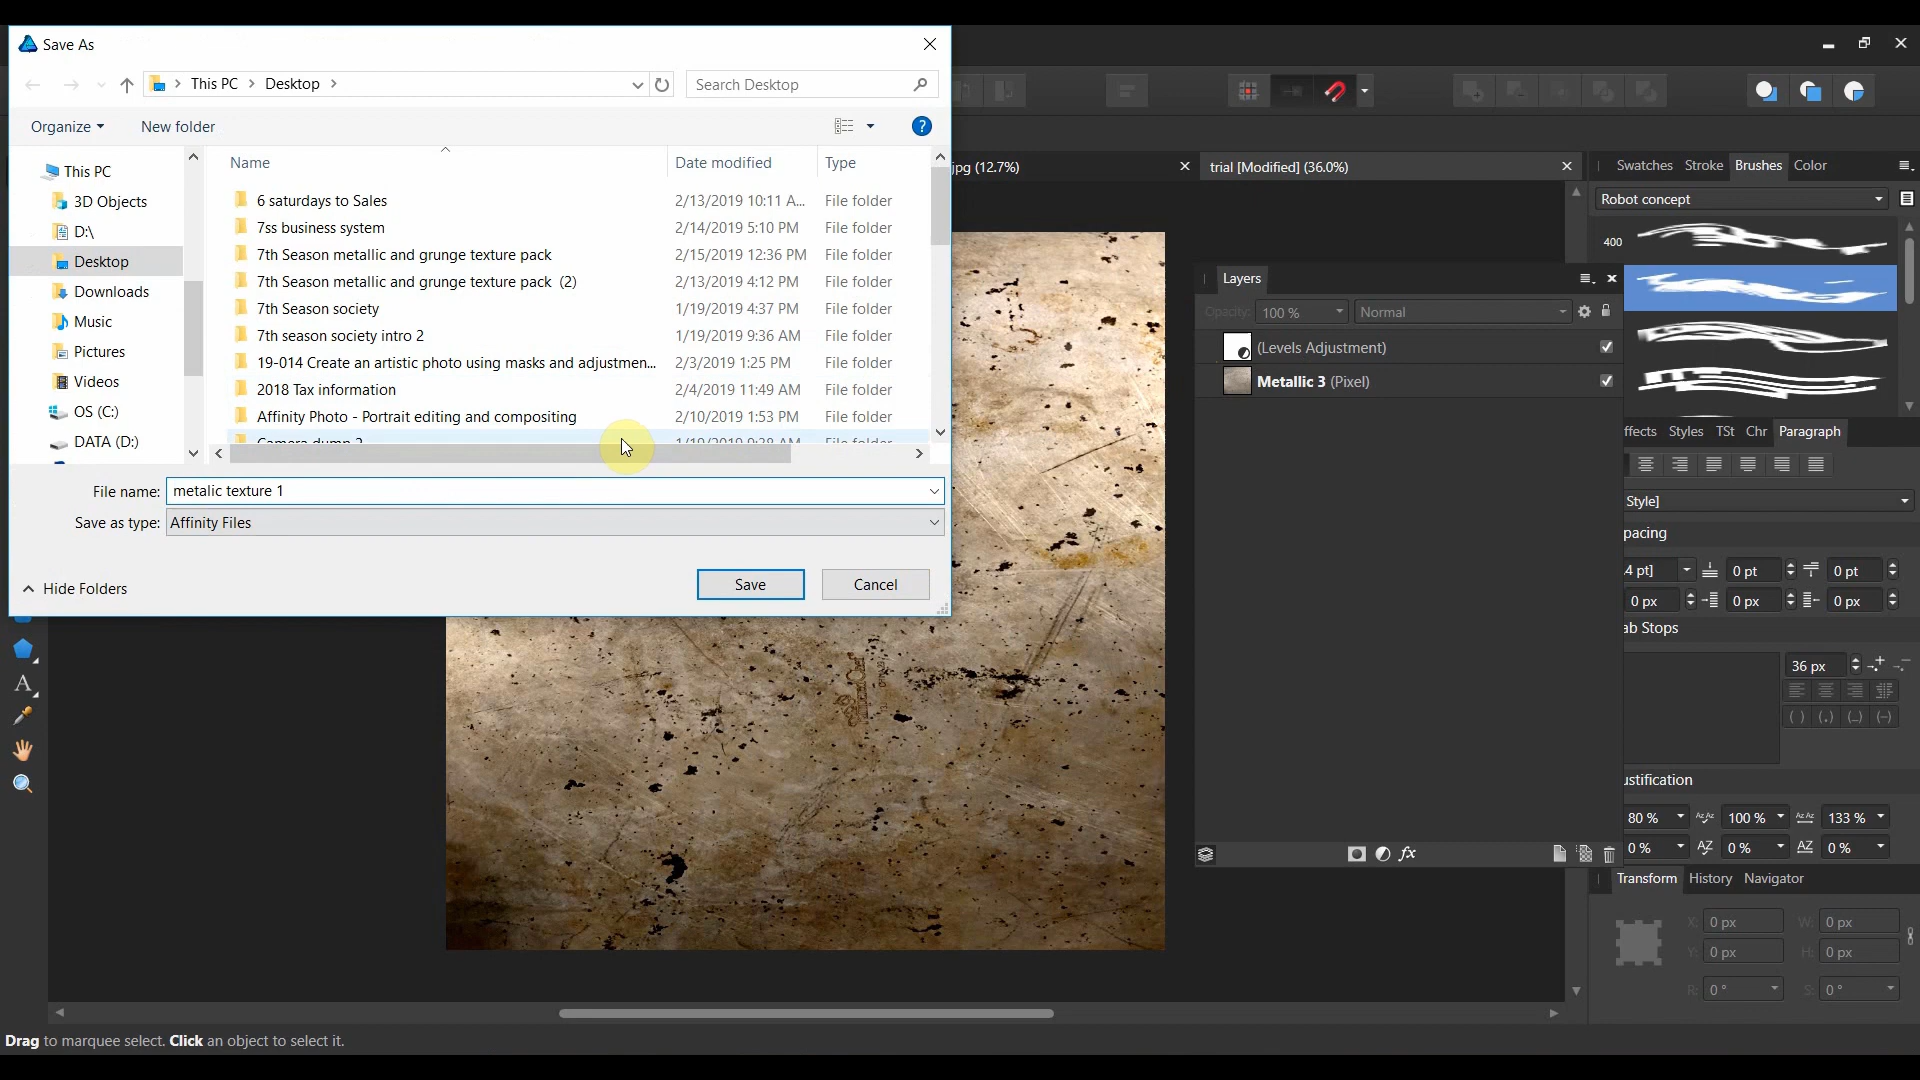 Save As
This PC
Desktop
Search Desktop
Organize
New folder
Name
Date modified
Type
This PC
3D Objects
D:\
Desktop
Downloads
Music
Pictures
Videos
OS (C:)
DATA (D:)
6 saturdays to Sales 2/13/2019 10:11 A... File folder
7ss business system 2/14/2019 5:10 PM File folder
7th Season metallic and grunge texture pack 2/15/2019 12:36 PM File folder
7th Season metallic and grunge texture pack (2) 2/13/2019 4:12 PM File folder
7th Season society 1/19/2019 4:37 PM File folder
7th season society intro 2 1/19/2019 9:36 AM File folder
19-014 Create an artistic photo using masks and adjustmen... 2/3/2019 1:25 PM File folder
2018 Tax information 2/4/2019 11:49 AM File folder
Affinity Photo - Portrait editing and compositing 2/10/2019 1:53 PM File folder
Camera dump 2 1/19/2019 9:38 AM File folder
File name: metalic texture 1
Save as type: Affinity Files
Hide Folders
Save
Cancel
jpg (12.7%)
trial [Modified] (36.0%)
Swatches Stroke Brushes Color
Robot concept
400
Layers
Opacity: 100 % Normal
(Levels Adjustment)
Metallic 3 (Pixel)
fx
ffects Styles TSt Chr Paragraph
Style]
pacing
4 pt] 0 pt 0 pt
0 px 0 px 0 px
ab Stops
36 px
ustification
80 % 100 % 133 %
0 % 0 % 0 %
Transform History Navigator
X: 0 px W: 0 px
Y: 0 px H: 0 px
R: 0 ° S: 0 °
Drag to marquee select. Click an object to select it.